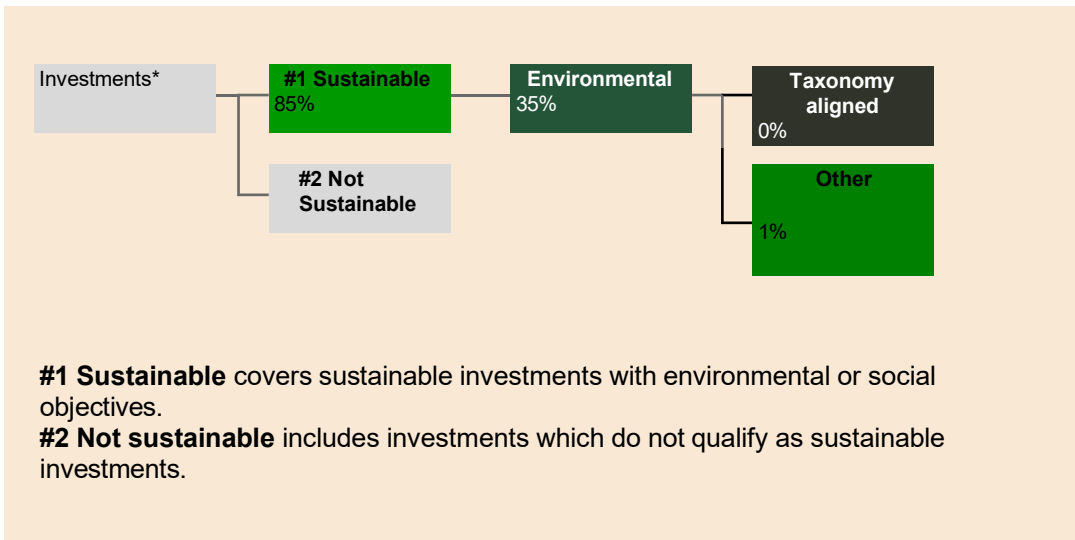 Investments*
#1 Sustainable
85%
Environmental
35%
Taxonomy
aligned
0%
#2 Not
Sustainable
Other
1%
#1 Sustainable covers sustainable investments with environmental or social
objectives.
#2 Not sustainable includes investments which do not qualify as sustainable
investments.